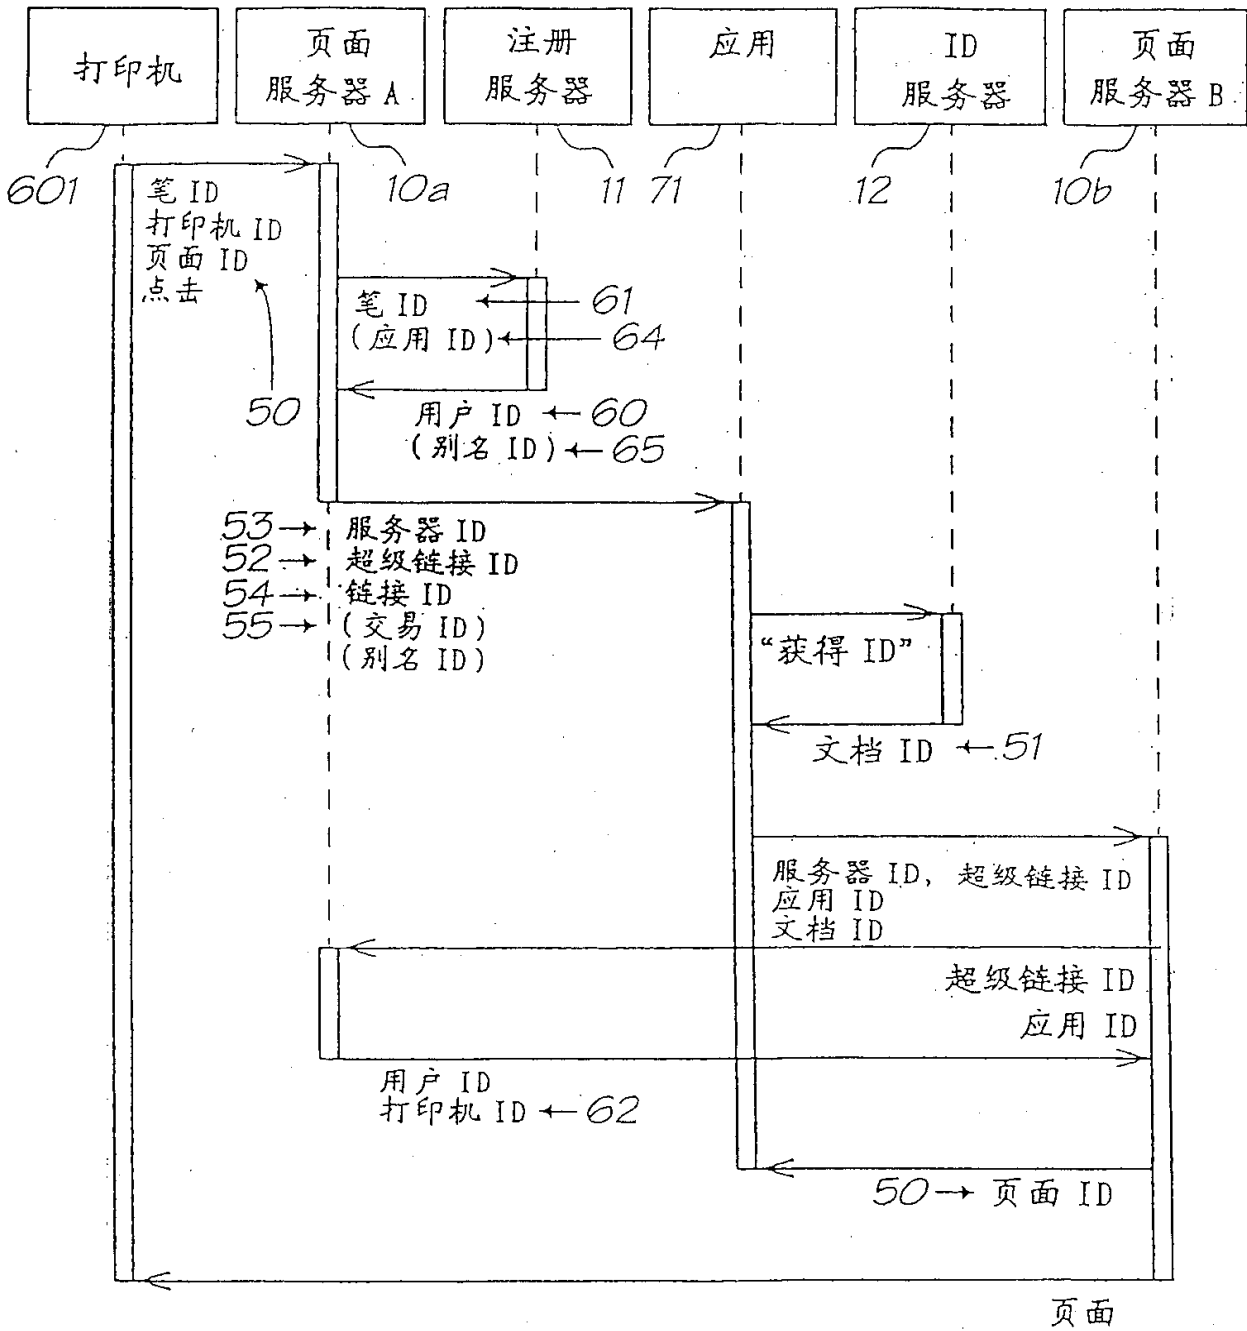 打印机
页面
服务器 A
注册
服务器
应用
ID
服务器
页面
服务器 B
601
10a
11
71
12
10b
笔 ID
打印机 ID
页面 ID
点击
50
笔 ID
61
(应用 ID)
64
用户 ID
60
(别名 ID)
65
53
服务器 ID
52
超级链接 ID
54
链接 ID
55
(交易 ID)
(别名 ID)
“获得 ID”
文档 ID
51
服务器 ID, 超级链接 ID
应用 ID
文档 ID
超级链接 ID
应用 ID
用户 ID
打印机 ID
62
50
页面 ID
页面